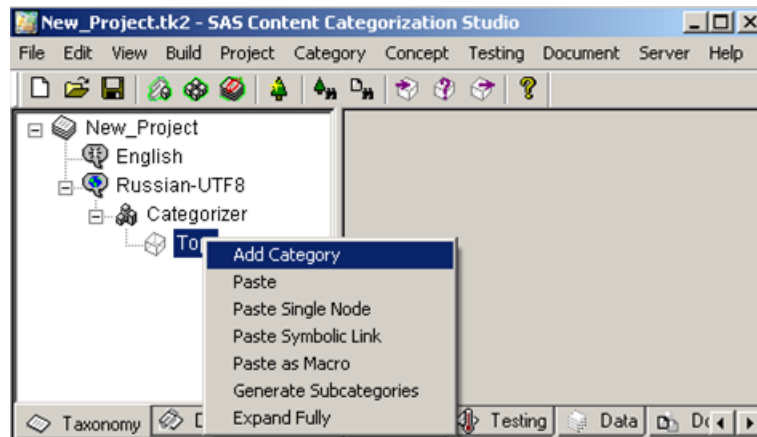 New_Project.tk2 - SAS Content Categorization Studio
File Edit View Build Project Category Concept Testing Document Server Help
New_Project
English
Russian-UTF8
Categorizer
Add Category
Paste
Paste Single Node
Paste Symbolic Link
Paste as Macro
Generate Subcategories
Expand Fully
Taxonomy Testing Data